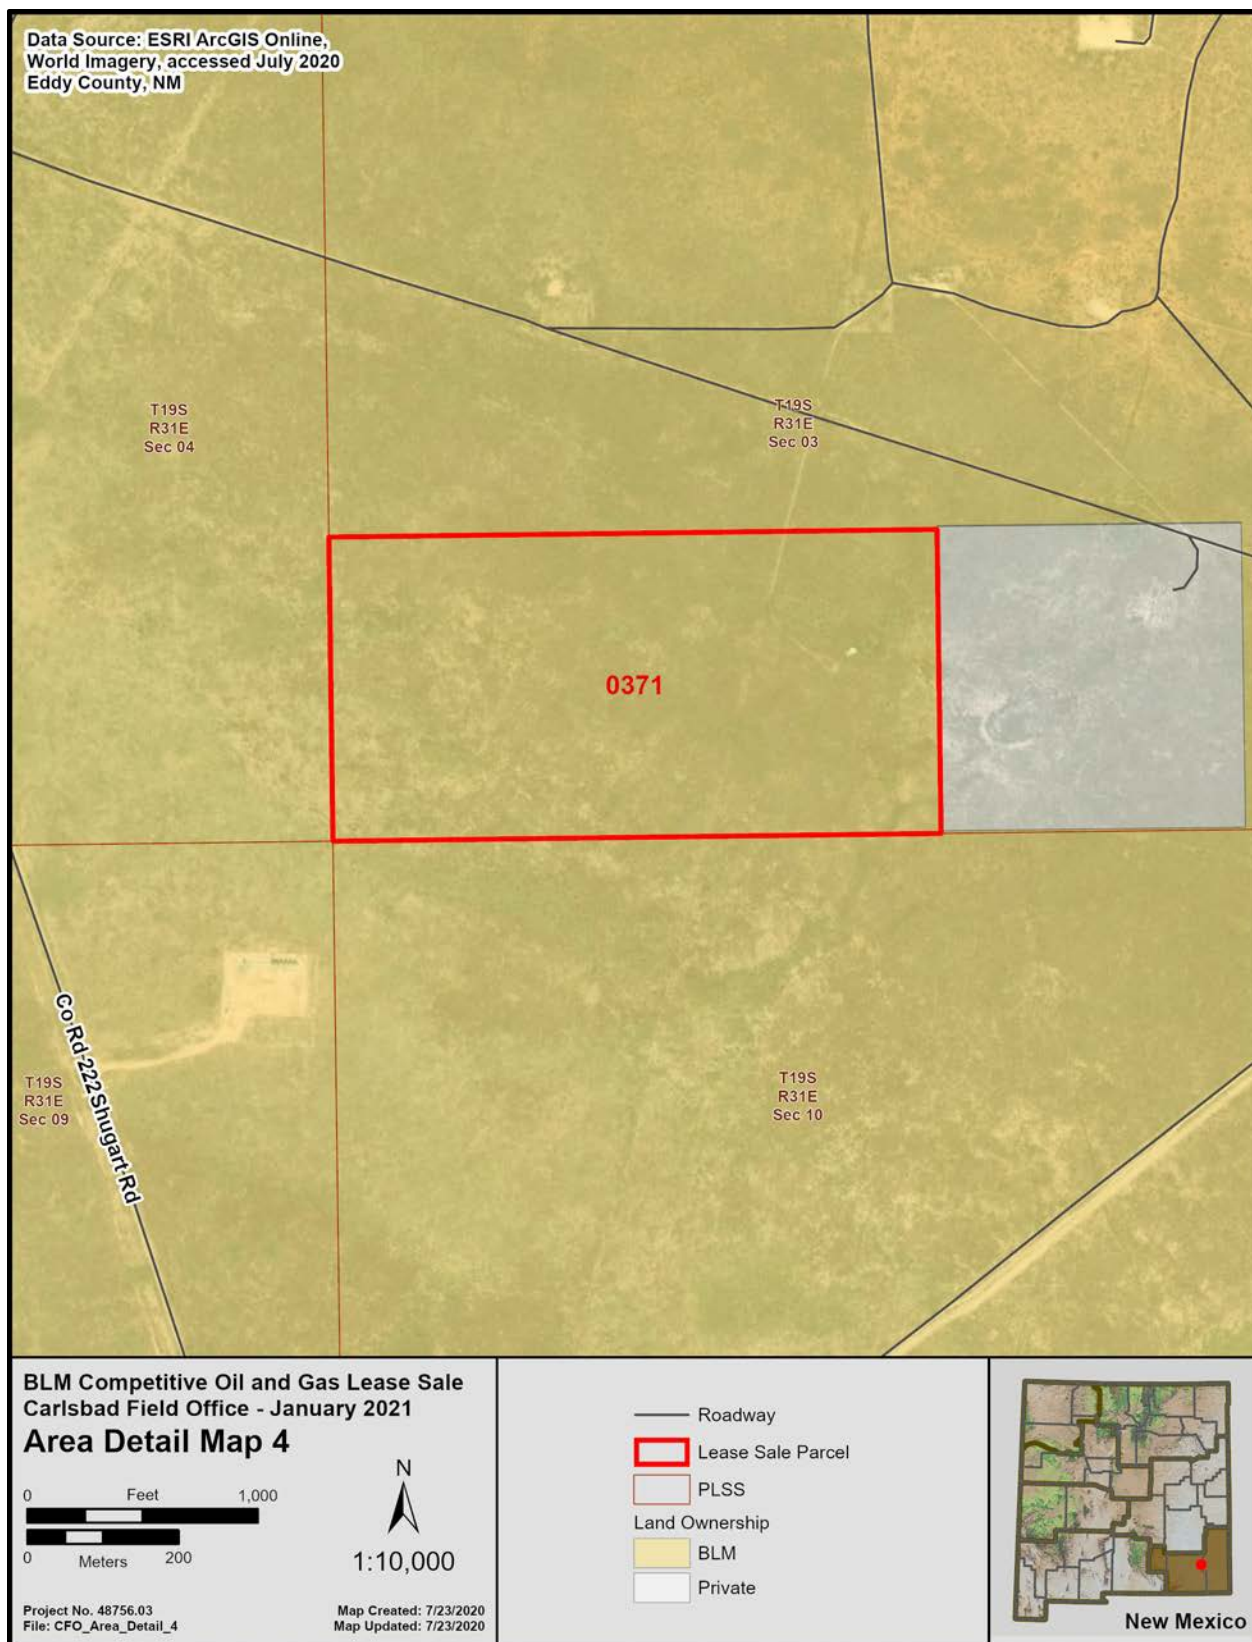 Data Source: ESRI ArcGIS Online,
World Imagery, accessed July 2020
Eddy County, NM
T19S
R31E
Sec 04
T19S
R31E
Sec 03
0371
Co Rd 222 Shugart Rd
T19S
R31E
Sec 09
T19S
R31E
Sec 10
BLM Competitive Oil and Gas Lease Sale
Carlsbad Field Office - January 2021
Area Detail Map 4
0 Feet 1,000
0 Meters 200
N
1:10,000
Project No. 48756.03
File: CFO_Area_Detail_4
Map Created: 7/23/2020
Map Updated: 7/23/2020
Roadway
Lease Sale Parcel
PLSS
Land Ownership
BLM
Private
New Mexico